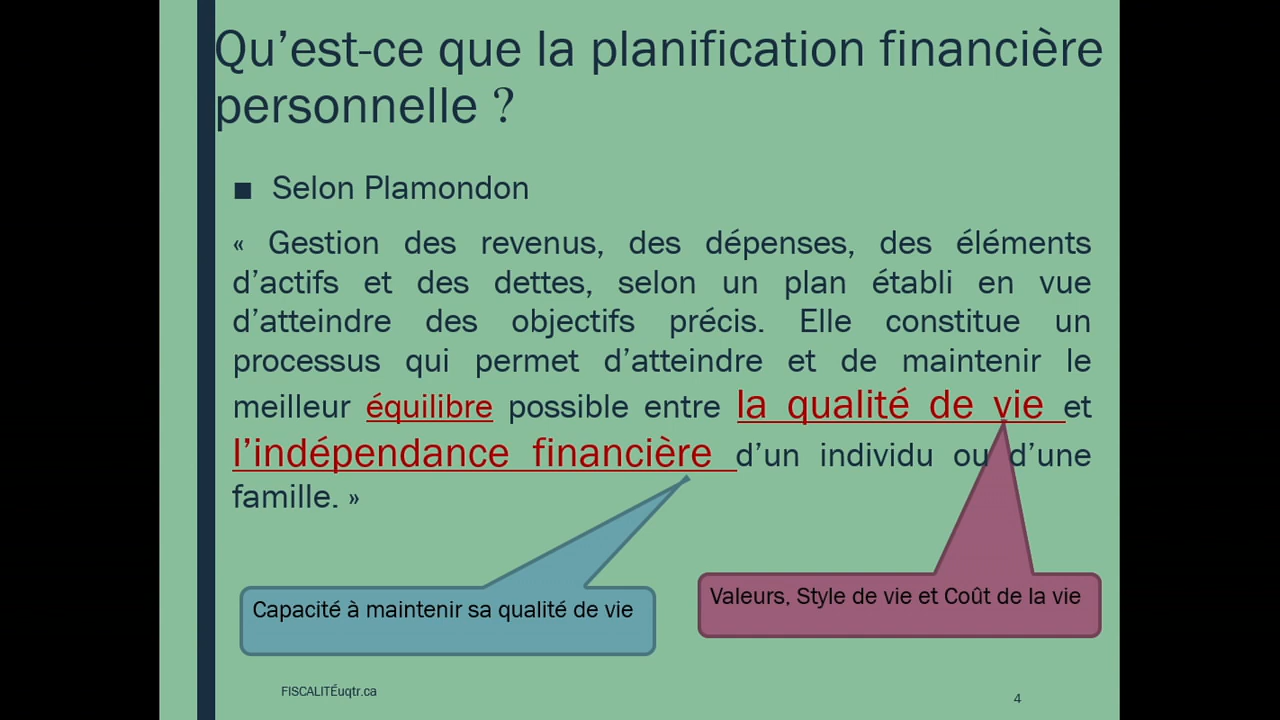 Qu’est-ce que la planification financière
personnelle ?
■ Selon Plamondon
« Gestion des revenus, des dépenses, des éléments
d’actifs et des dettes, selon un plan établi en vue
d’atteindre des objectifs précis. Elle constitue un
processus qui permet d’atteindre et de maintenir le
meilleur équilibre possible entre la qualité de vie et
l’indépendance financière d’un individu ou d’une
famille. »
Capacité à maintenir sa qualité de vie
Valeurs, Style de vie et Coût de la vie
FISCALITÉuqtr.ca
4